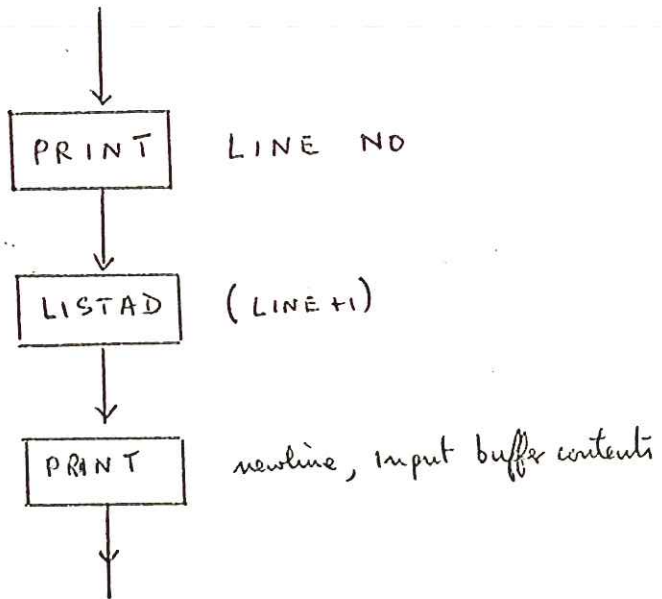 PRINT LINE NO
LISTAD (LINE+1)
PRINT newline, input buffer contents